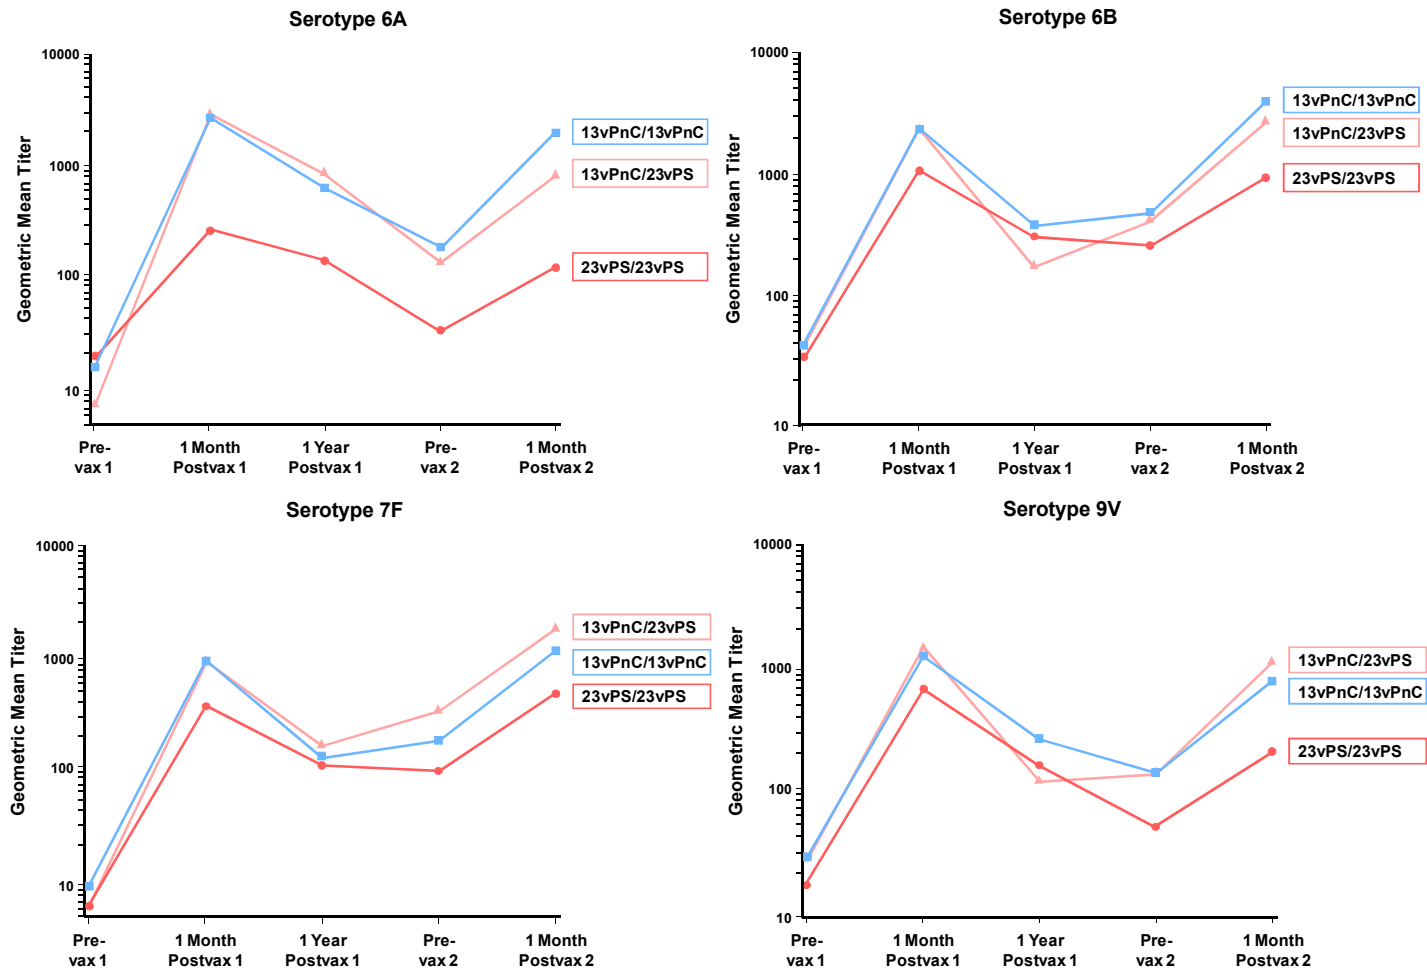 Serotype 6A
10000
1000
100
10
Geometric Mean Titer
13vPnC/13vPnC
13vPnC/23vPS
23vPS/23vPS
Pre-
vax 1
1 Month
Postvax 1
1 Year
Postvax 1
Pre-
vax 2
1 Month
Postvax 2
Serotype 6B
10000
1000
100
10
Geometric Mean Titer
13vPnC/13vPnC
13vPnC/23vPS
23vPS/23vPS
Pre-
vax 1
1 Month
Postvax 1
1 Year
Postvax 1
Pre-
vax 2
1 Month
Postvax 2
Serotype 7F
10000
1000
100
10
Geometric Mean Titer
13vPnC/23vPS
13vPnC/13vPnC
23vPS/23vPS
Pre-
vax 1
1 Month
Postvax 1
1 Year
Postvax 1
Pre-
vax 2
1 Month
Postvax 2
Serotype 9V
10000
1000
100
10
Geometric Mean Titer
13vPnC/23vPS
13vPnC/13vPnC
23vPS/23vPS
Pre-
vax 1
1 Month
Postvax 1
1 Year
Postvax 1
Pre-
vax 2
1 Month
Postvax 2